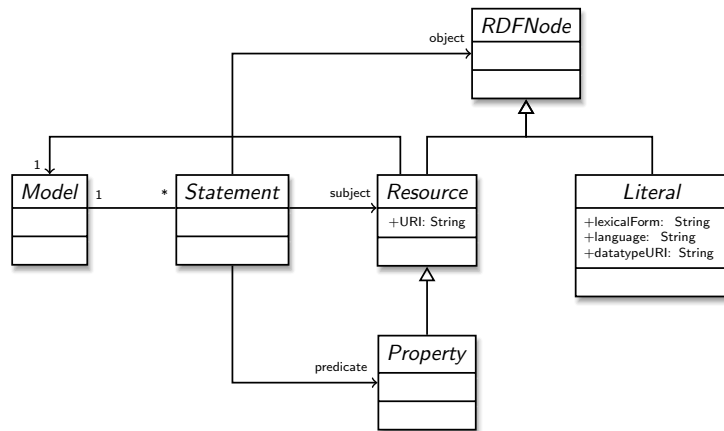 RDFNode
object
1
Model
1
*
Statement
subject
Resource
+URI: String
Literal
+lexicalForm: String
+language: String
+datatypeURI: String
Property
predicate